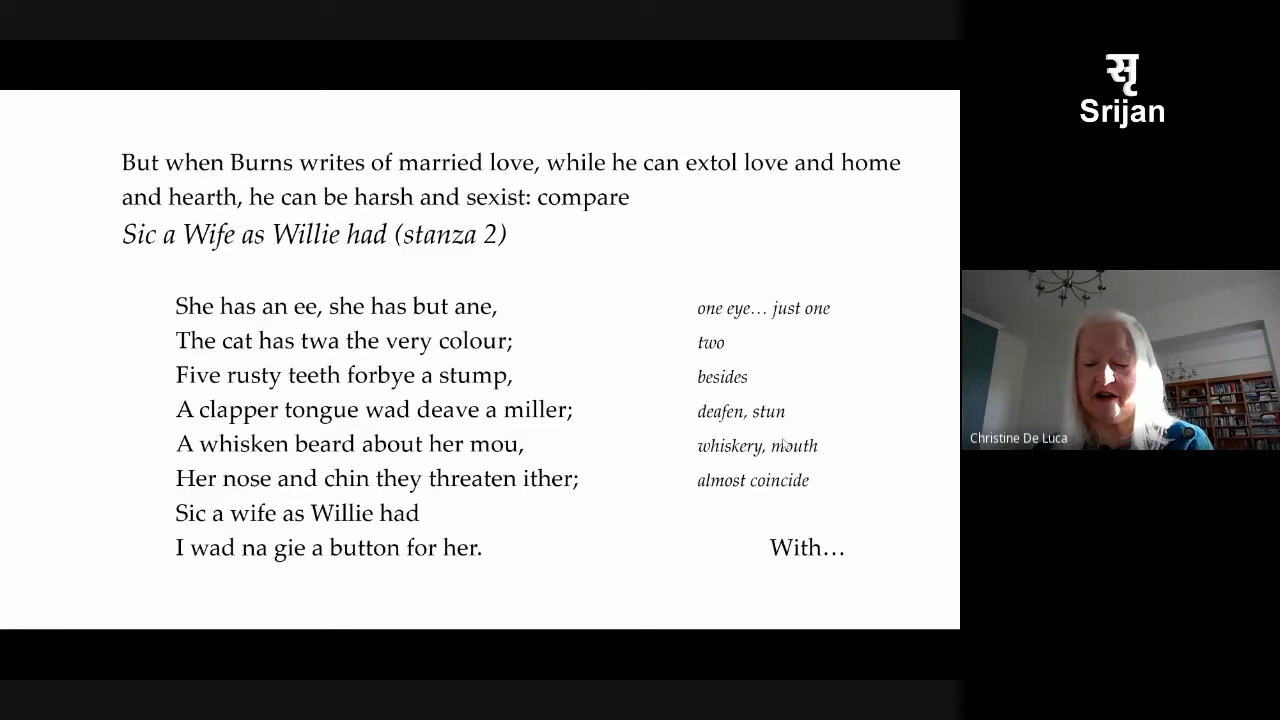 But when Burns writes of married love, while he can extol love and home
and hearth, he can be harsh and sexist: compare
Sic a Wife as Willie had (stanza 2)
She has an ee, she has but ane, one eye... just one
The cat has twa the very colour; two
Five rusty teeth forbye a stump, besides
A clapper tongue wad deave a miller; deafen, stun
A whisken beard about her mou, whiskery, mouth
Her nose and chin they threaten ither; almost coincide
Sic a wife as Willie had
I wad na gie a button for her. With...
सृ
Srijan
Christine De Luca